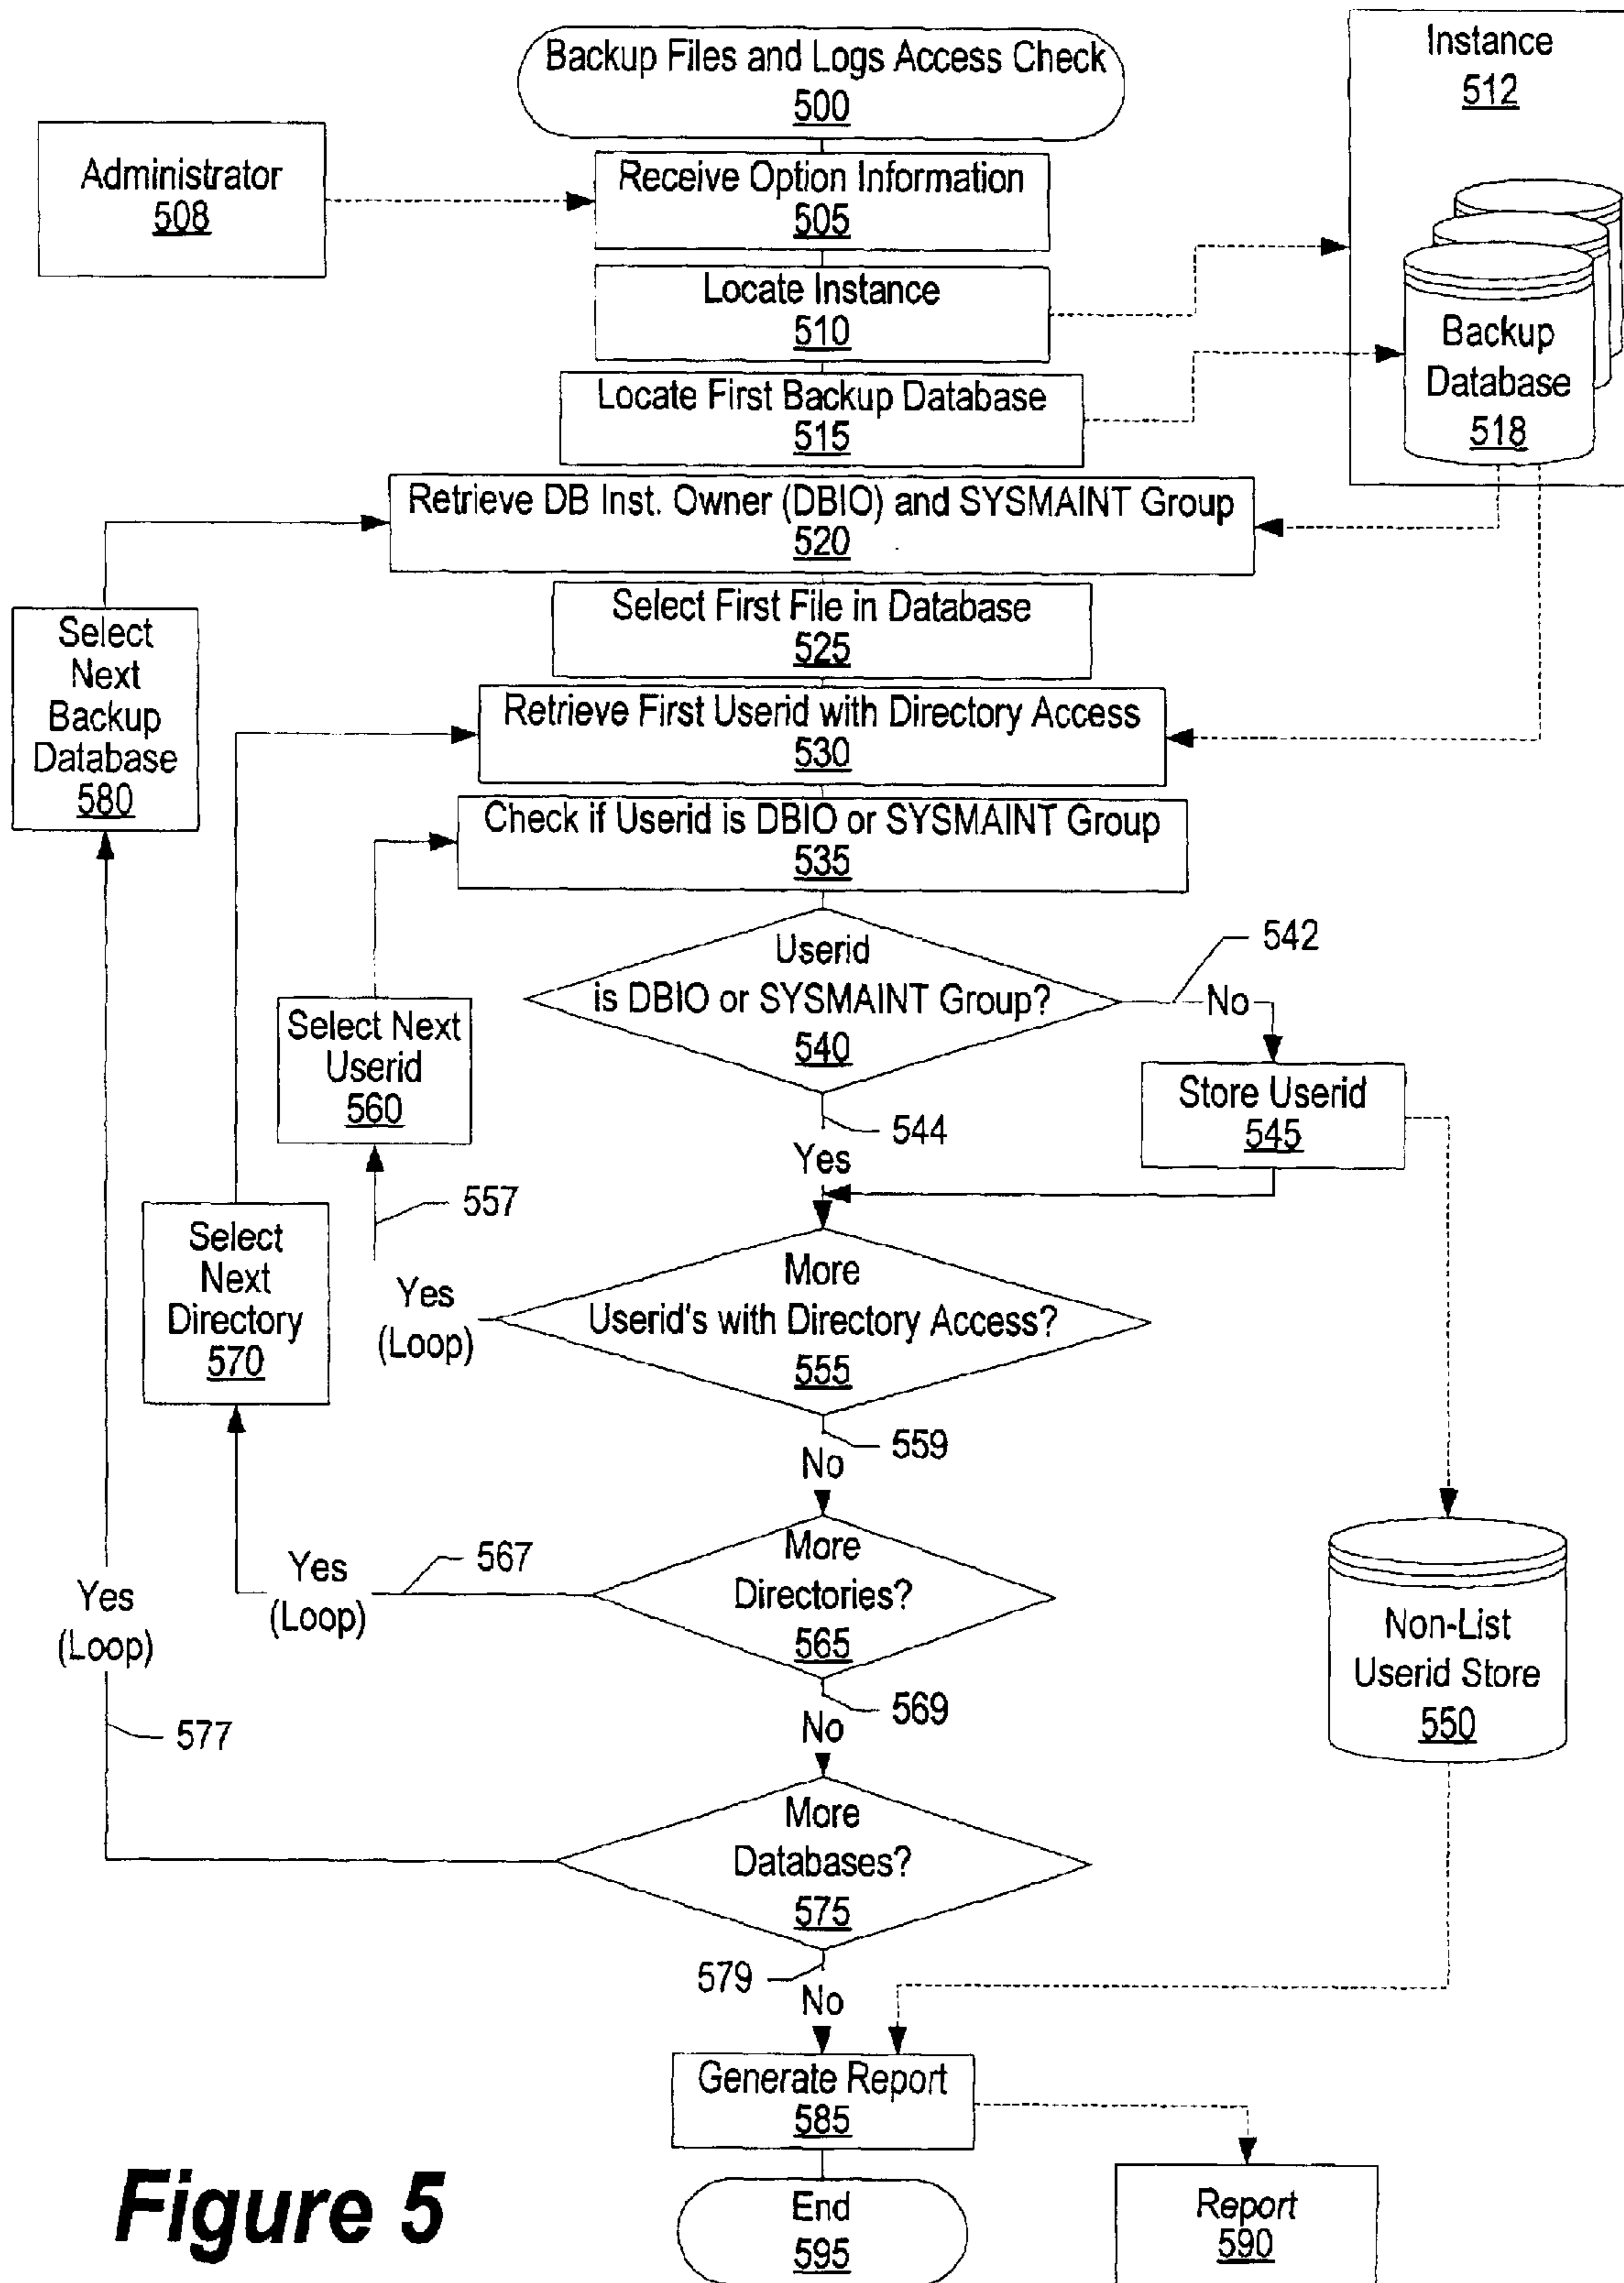 Backup Files and Logs Access Check
500
Instance
512
Administrator
508
Receive Option Information
505
Locate Instance
510
Backup
Database
518
Locate First Backup Database
515
Retrieve DB Inst. Owner (DBIO) and SYSMAINT Group
520
Select First File in Database
525
Select
Next
Backup
Database
580
Retrieve First Userid with Directory Access
530
Check if Userid is DBIO or SYSMAINT Group
535
Userid
is DBIO or SYSMAINT Group?
540
542
No
Select Next
Userid
560
Store Userid
545
544
Yes
557
Select
Next
Directory
570
Yes
(Loop)
More
Userid's with Directory Access?
555
559
No
Yes
(Loop)
567
More
Directories?
565
Yes
(Loop)
Non-List
Userid Store
550
569
No
577
More
Databases?
575
579
No
Generate Report
585
Figure 5
End
595
Report
590